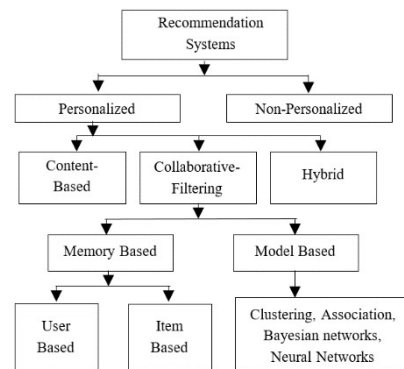 Recommendation
Systems
Personalized
Non-Personalized
Content-
Based
Collaborative-
Filtering
Hybrid
Memory Based
Model Based
User
Based
Item
Based
Clustering, Association,
Bayesian networks,
Neural Networks